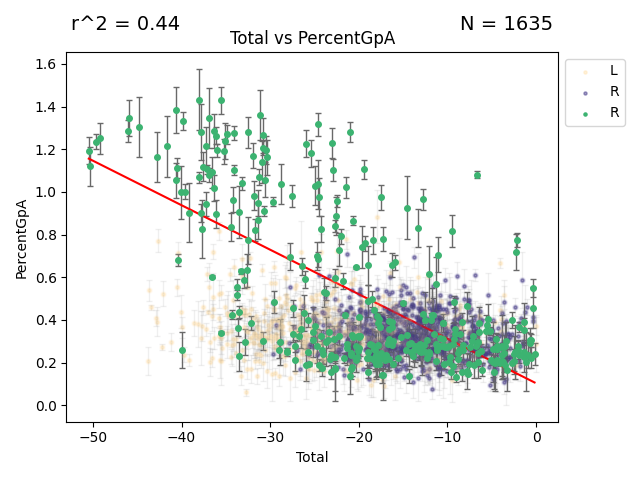 r^2 = 0.44
N = 1635
Total vs PercentGpA
1.6
1.4
1.2
1.0
0.8
0.6
0.4
0.2
0.0
PercentGpA
−50
−40
−30
−20
−10
0
Total
L
R
R